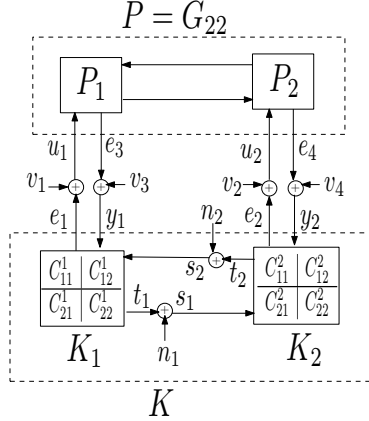 P = G₂₂
P₁ P₂
u₁ e₃ u₂ e₄
v₁ v₃ v₂ v₄
e₁ y₁ n₂ e₂ y₂
C¹₁₁ C¹₁₂ s₂ t₂ C²₁₁ C²₁₂
C¹₂₁ C¹₂₂ t₁ s₁ C²₂₁ C²₂₂
K₁ n₁ K₂
K